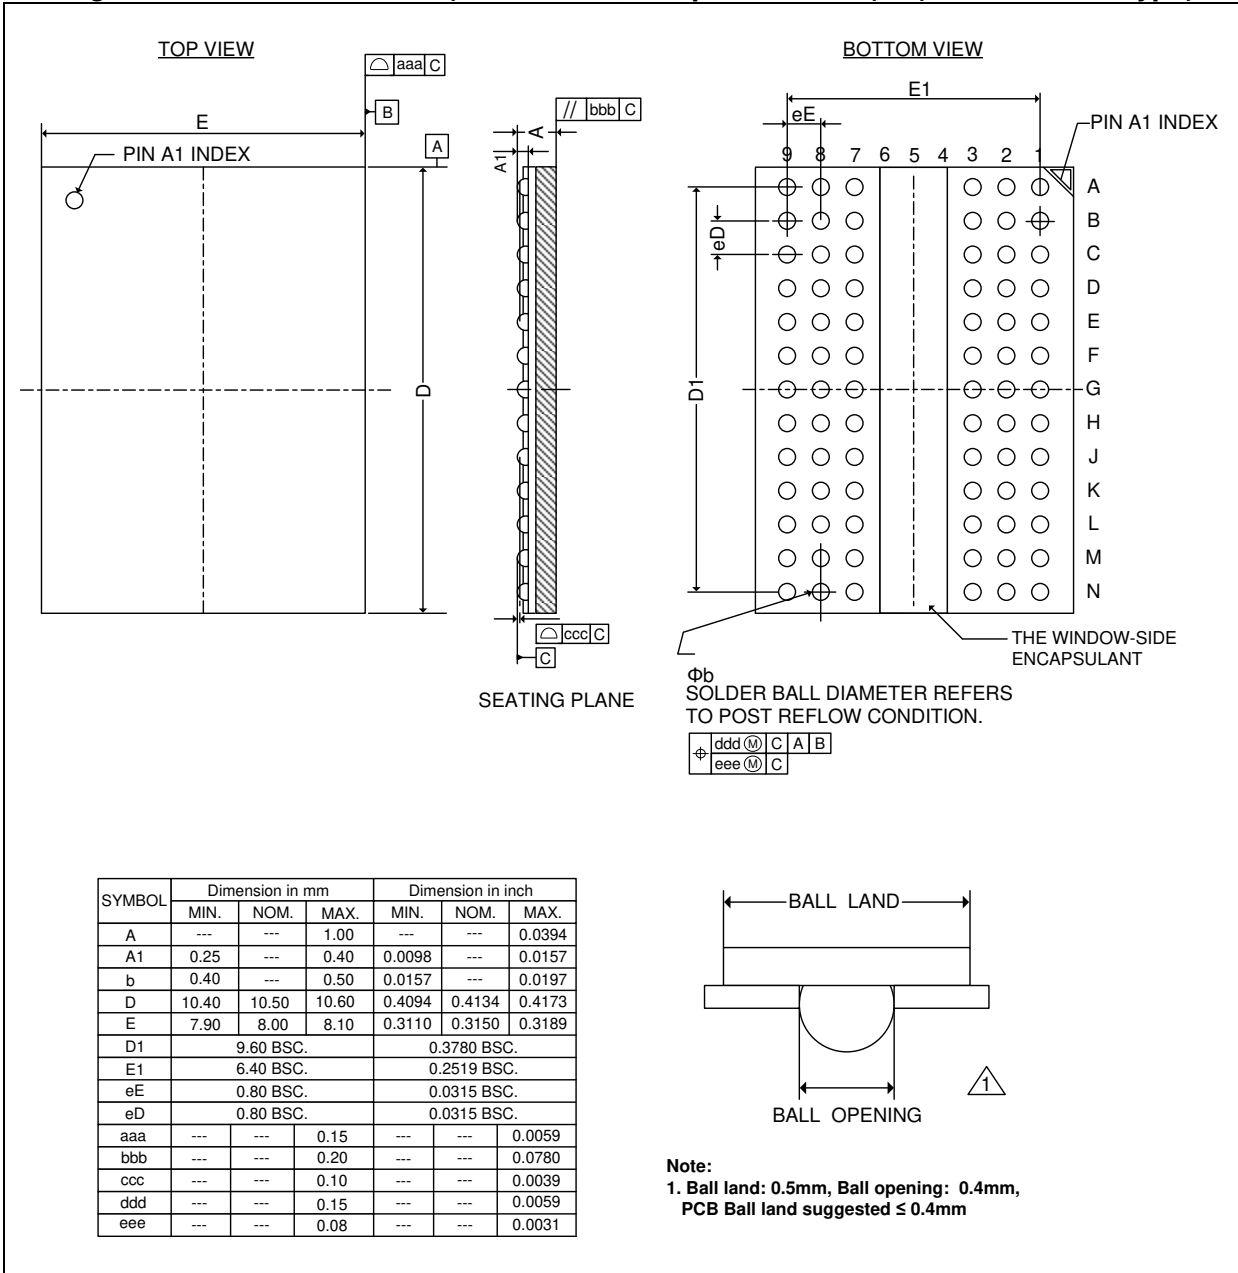 TOP VIEW
aaa C
B
E
A
PIN A1 INDEX
D
// bbb C
A
A1
ccc C
C
SEATING PLANE
BOTTOM VIEW
E1
eE
PIN A1 INDEX
9 8 7 6 5 4 3 2 1
A
B
C
D
E
F
G
H
J
K
L
M
N
eD
D1
THE WINDOW-SIDE
ENCAPSULANT
Φb
SOLDER BALL DIAMETER REFERS
TO POST REFLOW CONDITION.
ddd Ⓜ C A B
eee Ⓜ C
SYMBOL Dimension in mm Dimension in inch
MIN. NOM. MAX. MIN. NOM. MAX.
A --- --- 1.00 --- --- 0.0394
A1 0.25 --- 0.40 0.0098 --- 0.0157
b 0.40 --- 0.50 0.0157 --- 0.0197
D 10.40 10.50 10.60 0.4094 0.4134 0.4173
E 7.90 8.00 8.10 0.3110 0.3150 0.3189
D1 9.60 BSC. 0.3780 BSC.
E1 6.40 BSC. 0.2519 BSC.
eE 0.80 BSC. 0.0315 BSC.
eD 0.80 BSC. 0.0315 BSC.
aaa --- --- 0.15 --- --- 0.0059
bbb --- --- 0.20 --- --- 0.0780
ccc --- --- 0.10 --- --- 0.0039
ddd --- --- 0.15 --- --- 0.0059
eee --- --- 0.08 --- --- 0.0031
BALL LAND
1
BALL OPENING
Note:
1. Ball land: 0.5mm, Ball opening: 0.4mm,
PCB Ball land suggested ≤ 0.4mm